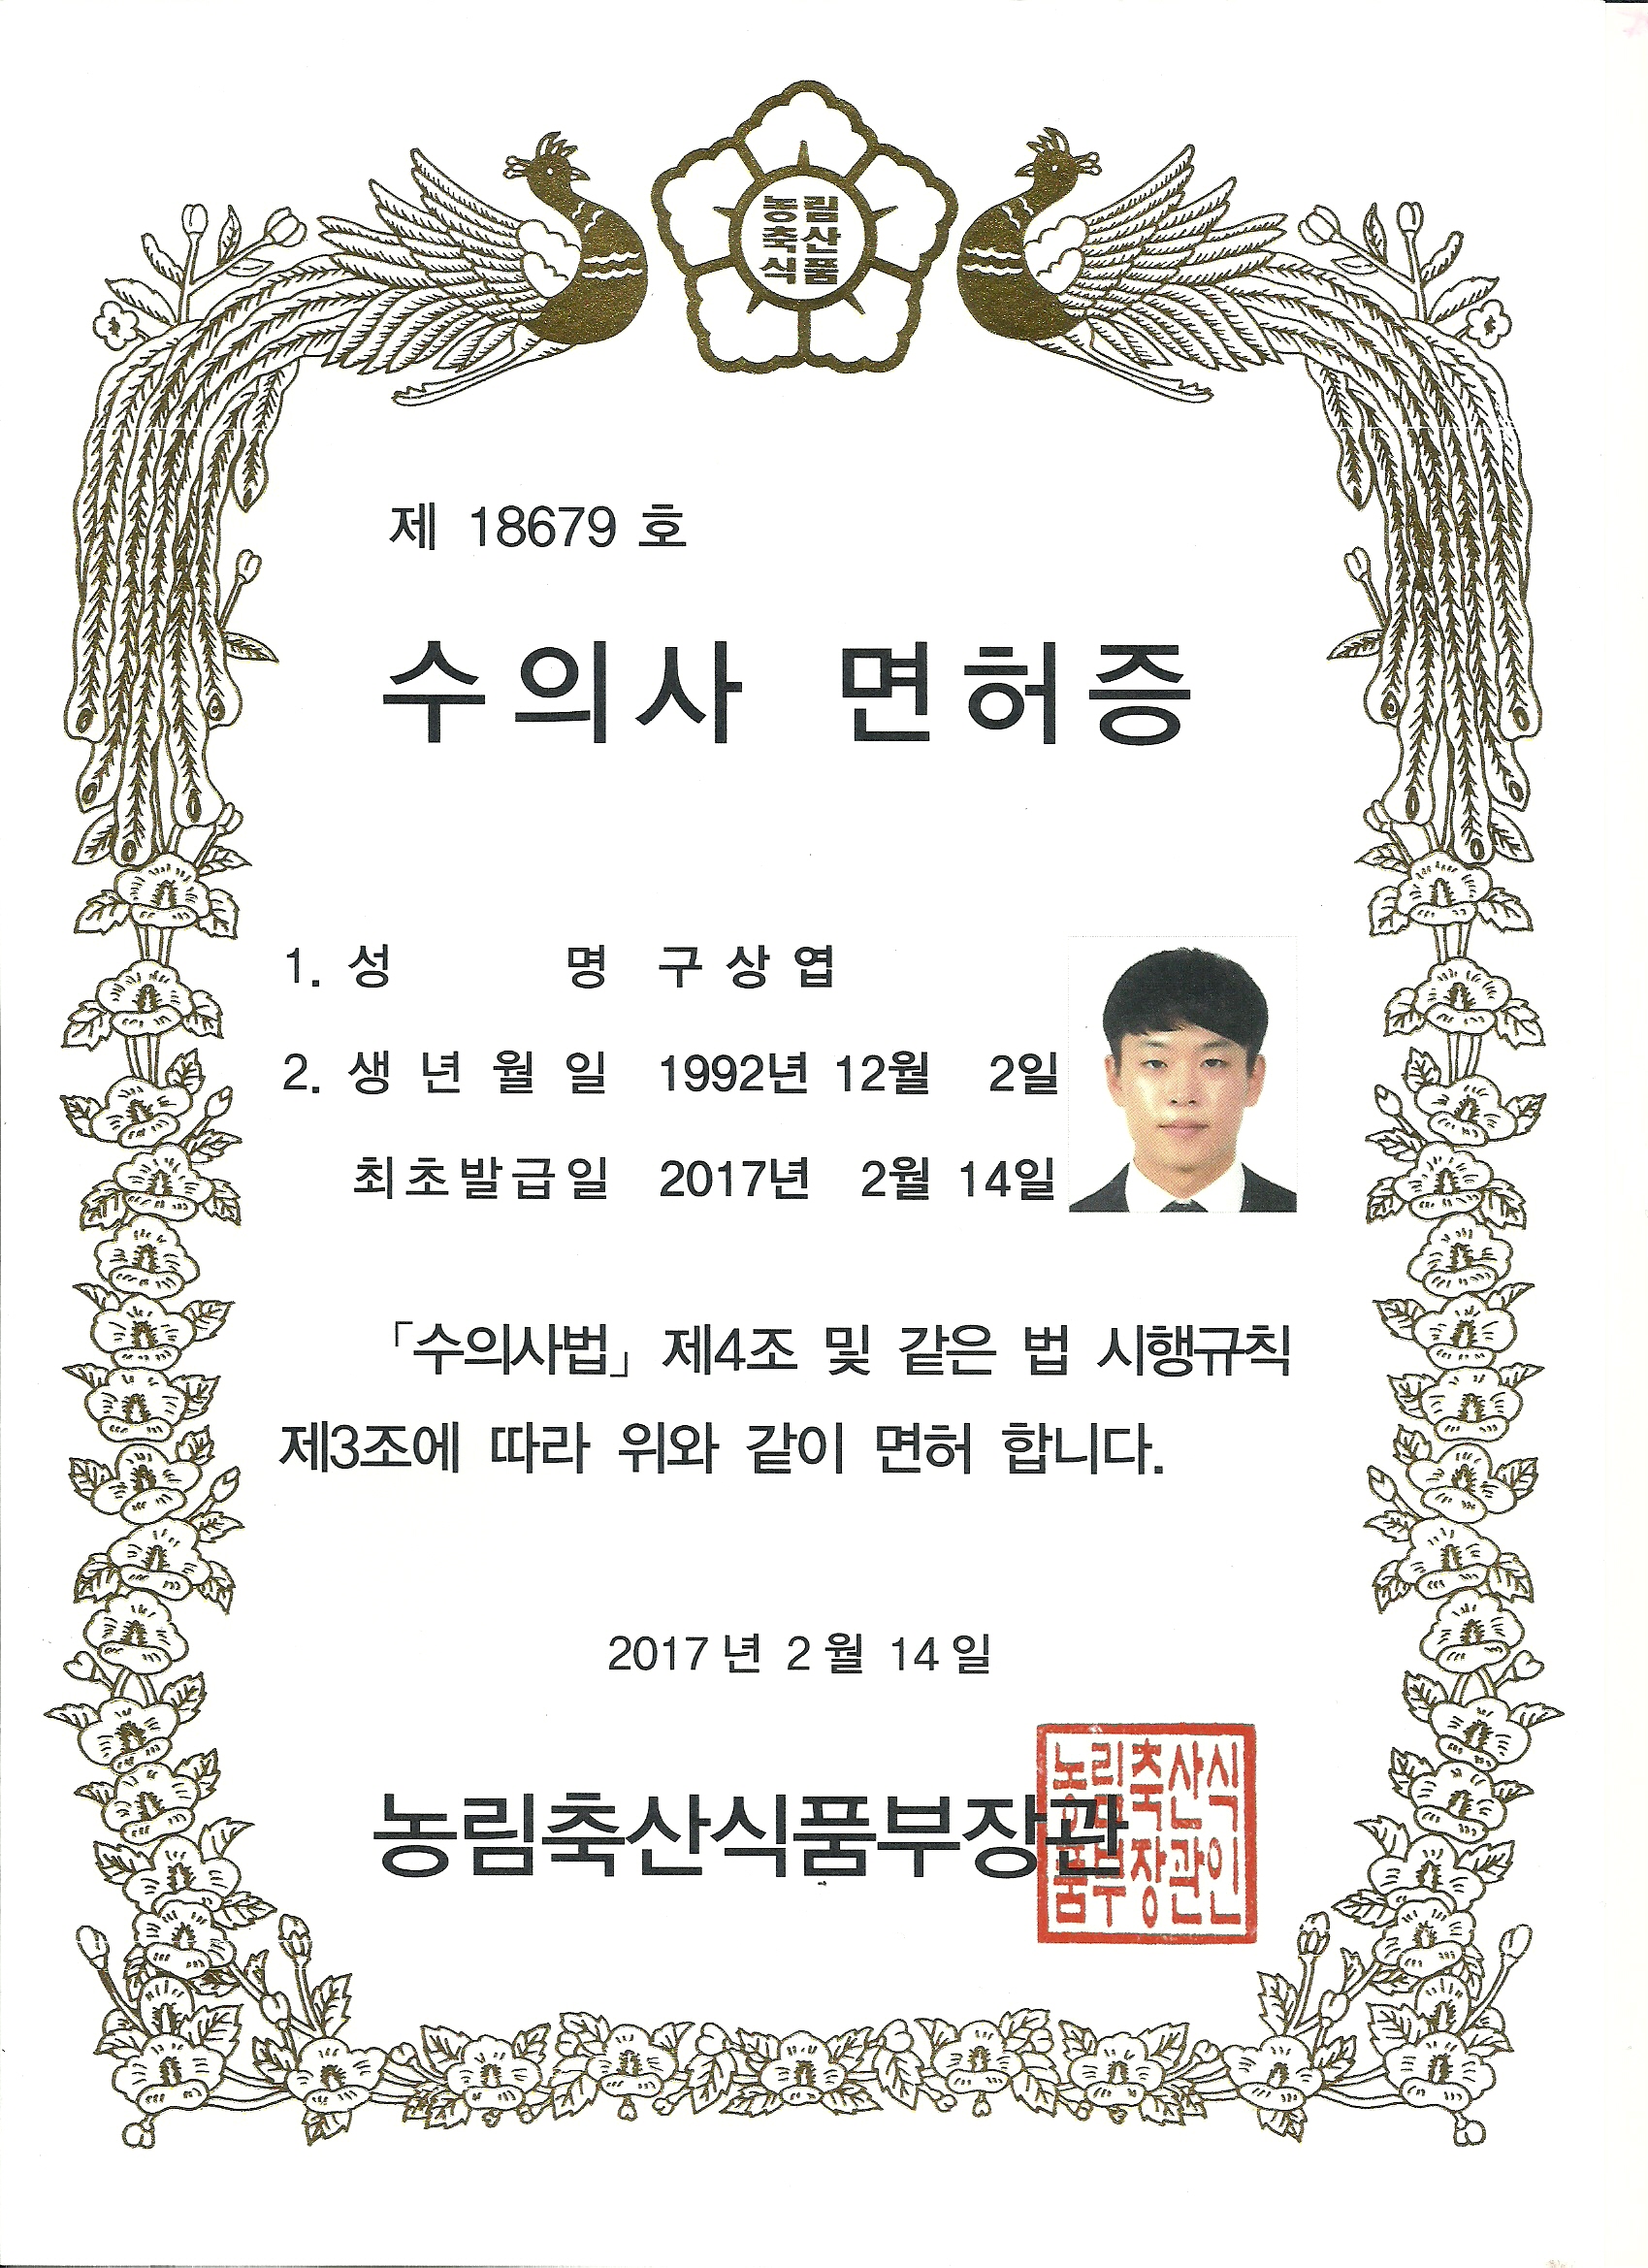 농림
축산
식품
제 18679 호
수의사 면허증
1. 성 명 구 상 엽
2. 생 년 월 일 1992년 12월 2일
최초발급일 2017년 2월 14일
「수의사법」 제4조 및 같은 법 시행규칙
제3조에 따라 위와 같이 면허 합니다.
2017 년 2 월 14 일
농림축산식품부장관
농림축산식
품부장관인